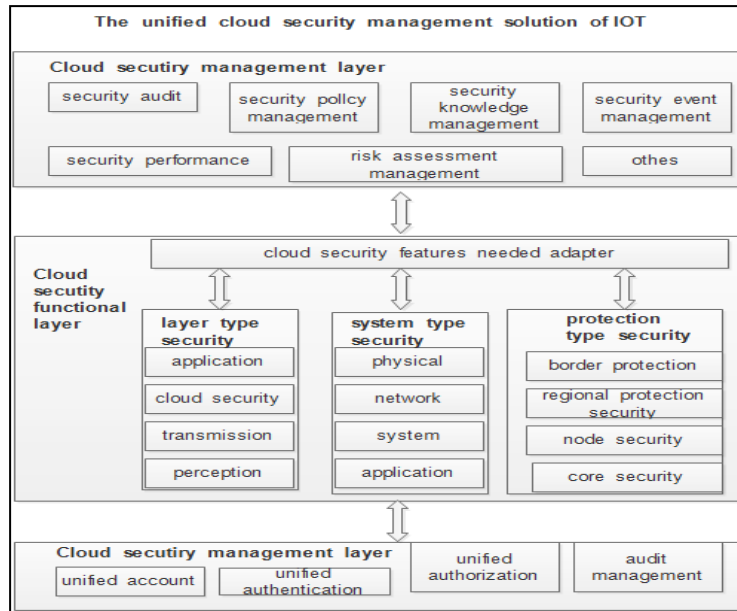 The unified cloud security management solution of IOT
Cloud secutiry management layer
security audit
security pollcy
management
security
knowledge
management
security event
management
security performance
risk assessment
management
othes
cloud security features needed adapter
Cloud
secutity
functional
layer
layer type
security
application
cloud security
transmission
perception
system type
security
physical
network
system
application
protection
type security
border protection
regional protection
security
node security
core security
Cloud secutiry management layer
unified account
unified
authentication
unified
authorization
audit
management